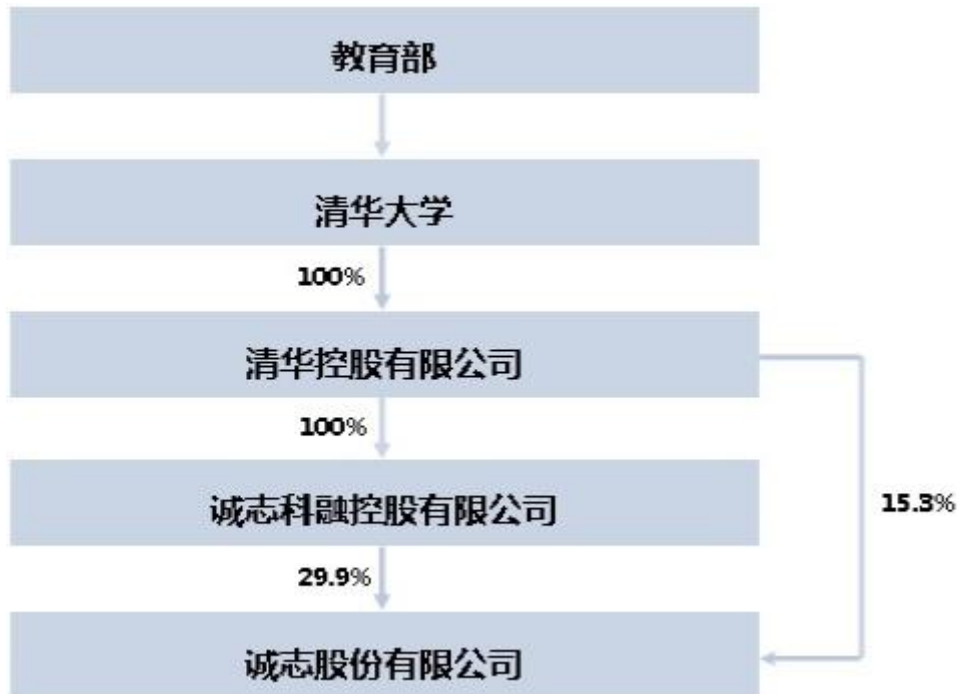 教育部
清华大学
100%
清华控股有限公司
100%
诚志科融控股有限公司
15.3%
29.9%
诚志股份有限公司